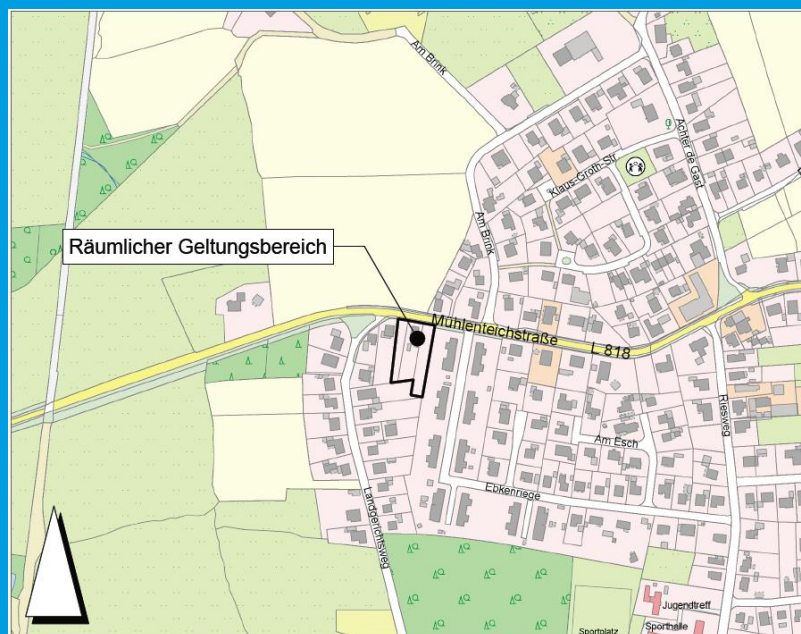 Am Brink
Achter de Gast
Klaus-Groth-Str.
Am Brink
Räumlicher Geltungsbereich
Mühlenteichstraße
L 818
Riesweg
Am Esch
Ebkenriede
Landgerichtsweg
Jugendtreff
Sporthalle
Sportplatz